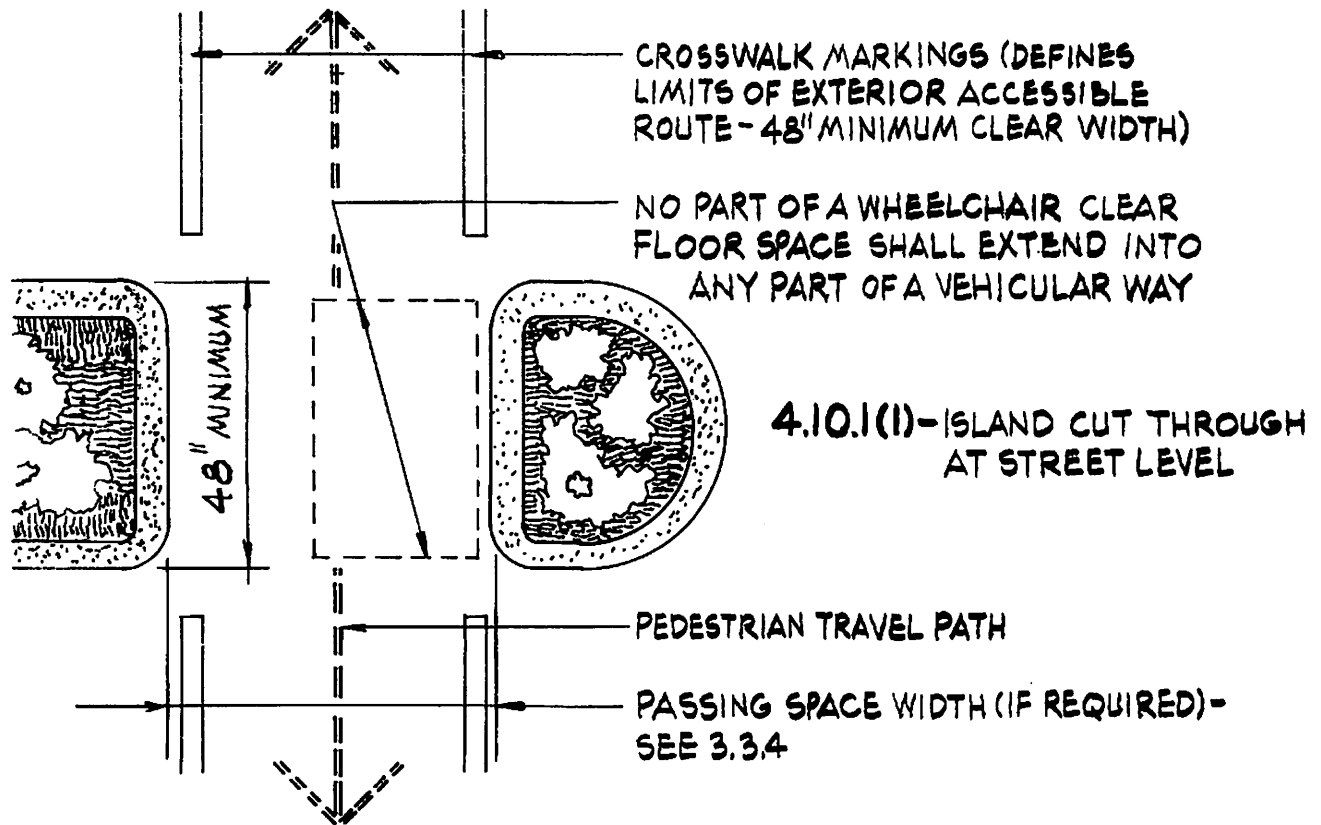 CROSSWALK MARKINGS (DEFINES
LIMITS OF EXTERIOR ACCESSIBLE
ROUTE-48" MINIMUM CLEAR WIDTH)
NO PART OF A WHEELCHAIR CLEAR
FLOOR SPACE SHALL EXTEND INTO
ANY PART OF A VEHICULAR WAY
48" MINIMUM
4.10.1(1)-ISLAND CUT THROUGH
AT STREET LEVEL
PEDESTRIAN TRAVEL PATH
PASSING SPACE WIDTH (IF REQUIRED)-
SEE 3.3.4